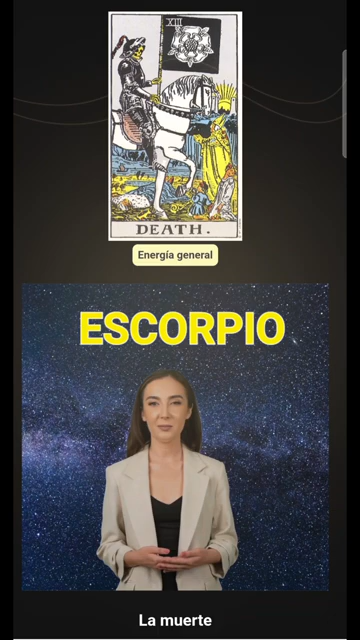 XIII
DEATH.
Energía general
ESCORPIO
La muerte